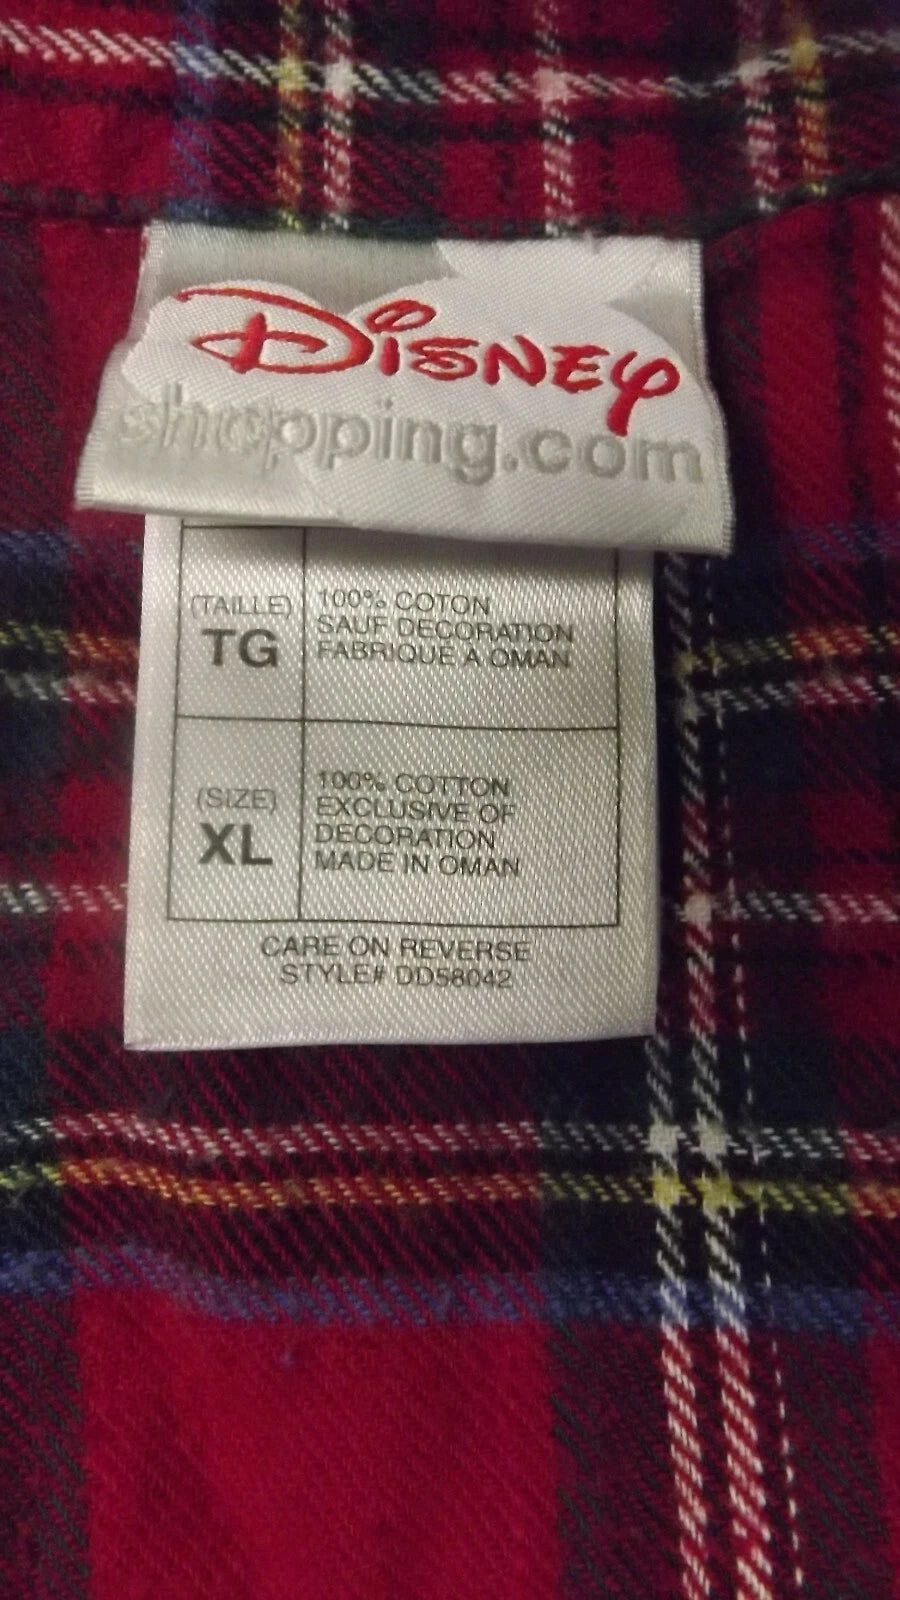 Disney
shopping.com
(TAILLE)
TG
100% COTON
SAUF DECORATION
FABRIQUE A OMAN
(SIZE)
XL
100% COTTON
EXCLUSIVE OF
DECORATION
MADE IN OMAN
CARE ON REVERSE
STYLE# DD58042